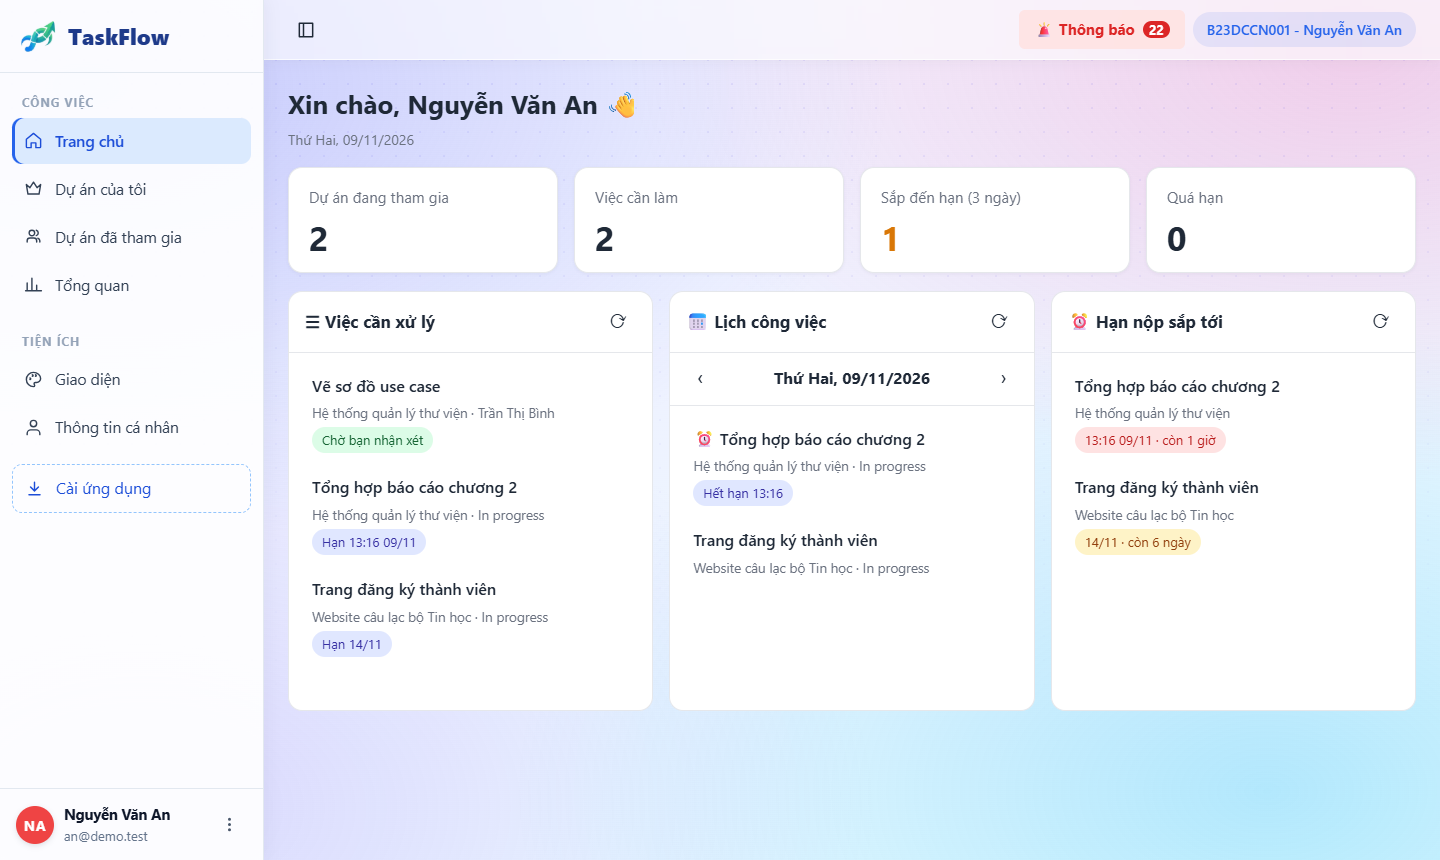 TaskFlow
CÔNG VIỆC
Trang chủ
Dự án của tôi
Dự án đã tham gia
Tổng quan
TIỆN ÍCH
Giao diện
Thông tin cá nhân
Cài ứng dụng
NA
Nguyễn Văn An
an@demo.test
Thông báo 22
B23DCCN001 - Nguyễn Văn An
Xin chào, Nguyễn Văn An 👋
Thứ Hai, 09/11/2026
Dự án đang tham gia
2
Việc cần làm
2
Sắp đến hạn (3 ngày)
1
Quá hạn
0
Việc cần xử lý
Vẽ sơ đồ use case
Hệ thống quản lý thư viện · Trần Thị Bình
Chờ bạn nhận xét
Tổng hợp báo cáo chương 2
Hệ thống quản lý thư viện · In progress
Hạn 13:16 09/11
Trang đăng ký thành viên
Website câu lạc bộ Tin học · In progress
Hạn 14/11
Lịch công việc
‹ Thứ Hai, 09/11/2026 ›
Tổng hợp báo cáo chương 2
Hệ thống quản lý thư viện · In progress
Hết hạn 13:16
Trang đăng ký thành viên
Website câu lạc bộ Tin học · In progress
Hạn nộp sắp tới
Tổng hợp báo cáo chương 2
Hệ thống quản lý thư viện
13:16 09/11 · còn 1 giờ
Trang đăng ký thành viên
Website câu lạc bộ Tin học
14/11 · còn 6 ngày